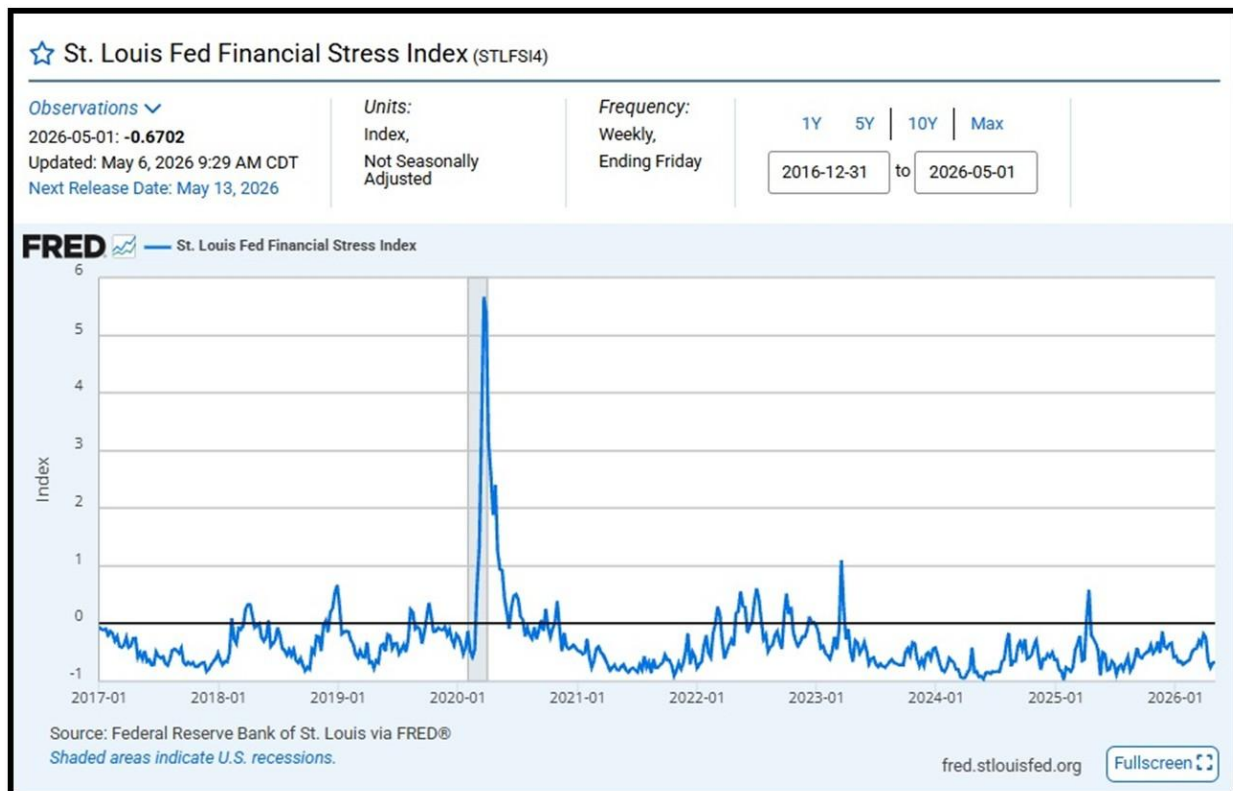 St. Louis Fed Financial Stress Index (STLFSI4)
Observations
2026-05-01: -0.6702
Updated: May 6, 2026 9:29 AM CDT
Next Release Date: May 13, 2026
Units:
Index,
Not Seasonally
Adjusted
Frequency:
Weekly,
Ending Friday
1Y 5Y 10Y Max
2016-12-31 to 2026-05-01
FRED St. Louis Fed Financial Stress Index
6
5
4
3
2
1
0
-1
Index
2017-01 2018-01 2019-01 2020-01 2021-01 2022-01 2023-01 2024-01 2025-01 2026-01
Source: Federal Reserve Bank of St. Louis via FRED®
Shaded areas indicate U.S. recessions.
fred.stlouisfed.org
Fullscreen